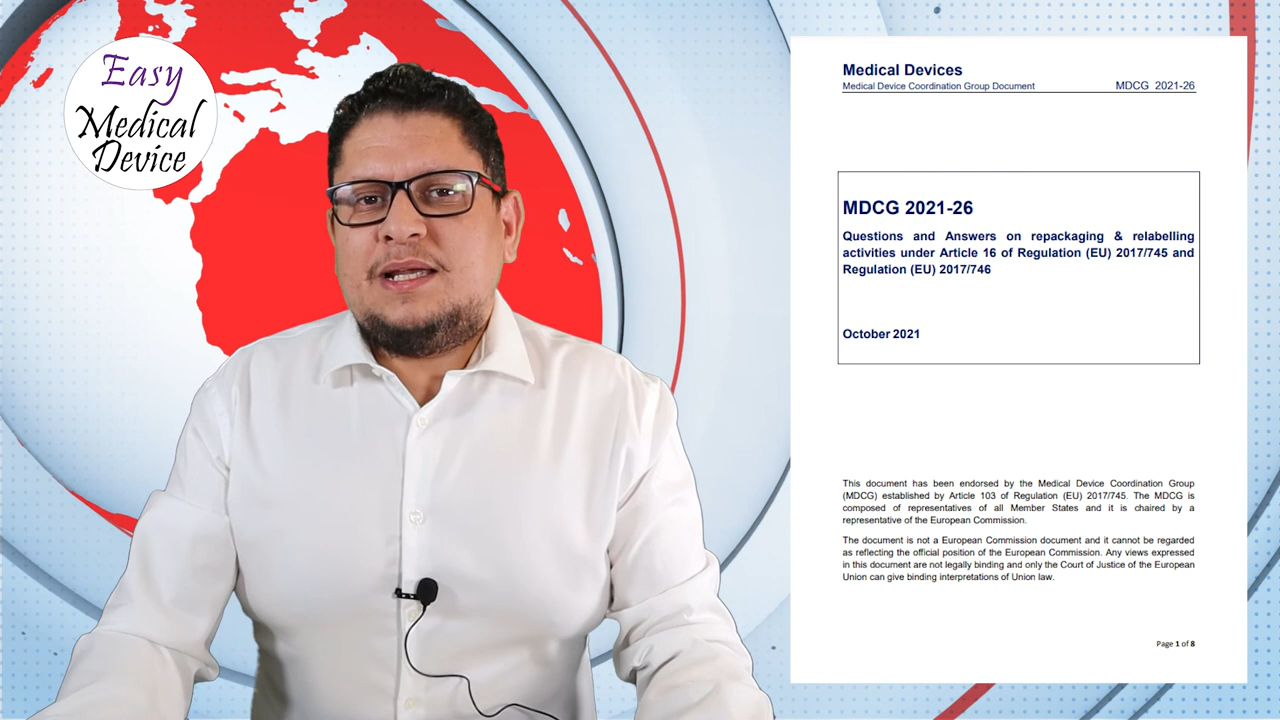 Easy
Medical
Device
Medical Devices
Medical Device Coordination Group Document MDCG 2021-26
MDCG 2021-26
Questions and Answers on repackaging & relabelling
activities under Article 16 of Regulation (EU) 2017/745 and
Regulation (EU) 2017/746
October 2021
This document has been endorsed by the Medical Device Coordination Group
(MDCG) established by Article 103 of Regulation (EU) 2017/745. The MDCG is
composed of representatives of all Member States and it is chaired by a
representative of the European Commission.
The document is not a European Commission document and it cannot be regarded
as reflecting the official position of the European Commission. Any views expressed
in this document are not legally binding and only the Court of Justice of the European
Union can give binding interpretations of Union law.
Page 1 of 8